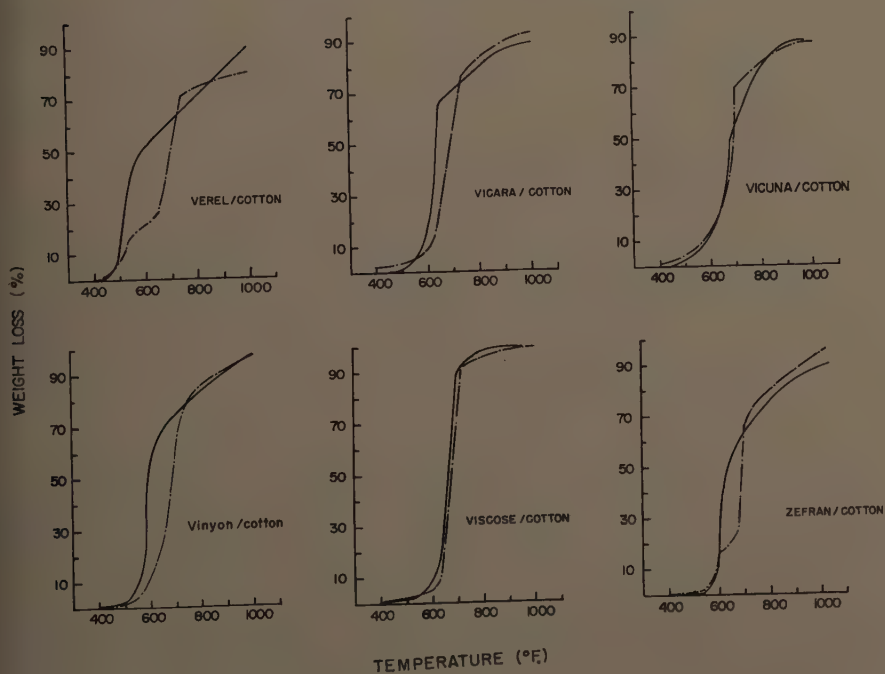 WEIGHT LOSS (%)
90
70
50
30
10
400 600 800 1000
VEREL/COTTON
90
70
50
30
10
400 600 800 1000
VICARA / COTTON
90
70
50
30
10
400 600 800 1000
VICUNA/COTTON
90
70
50
30
10
400 600 800 1000
Vinyon/cotton
90
70
50
30
10
400 600 800 1000
VISCOSE/COTTON
90
70
50
30
10
400 600 800 1000
ZEFRAN/COTTON
TEMPERATURE (°F.)